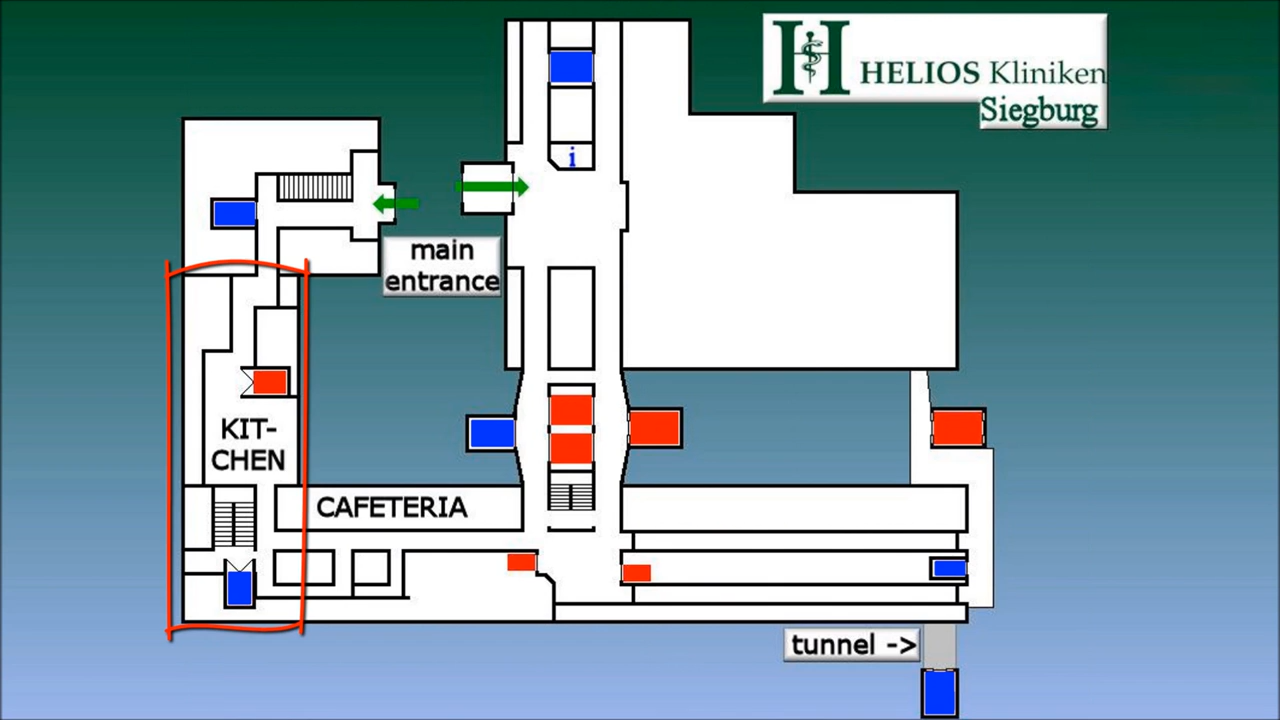 HELIOS Kliniken
Siegburg
i
main
entrance
KIT-
CHEN
CAFETERIA
tunnel ->